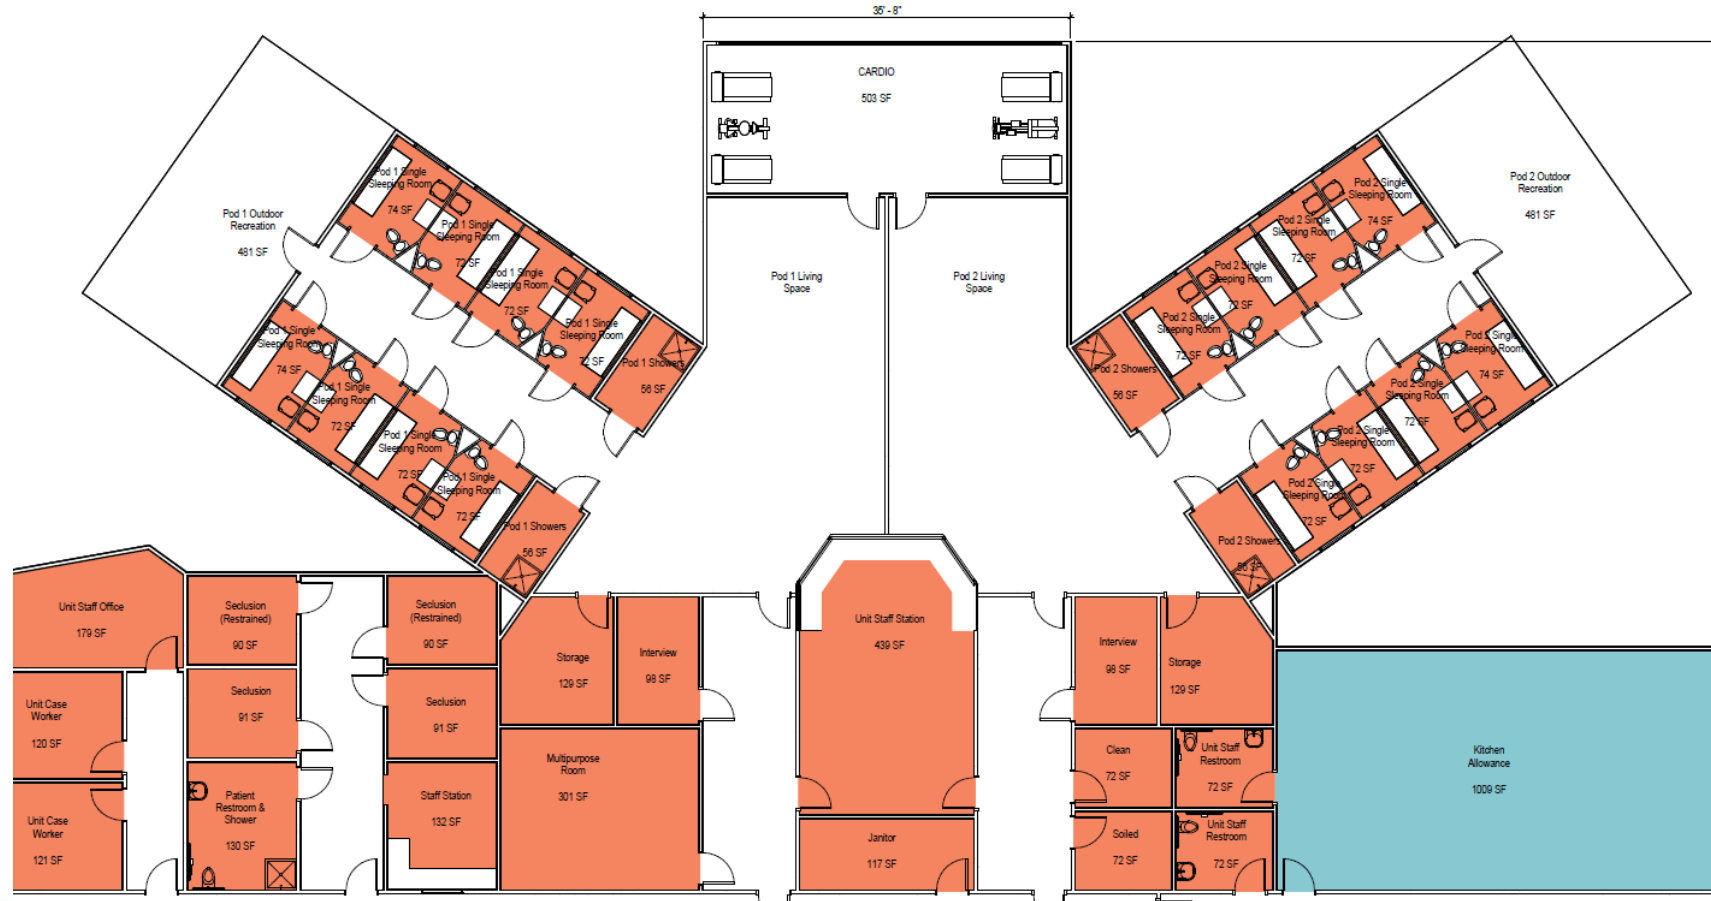 35' - 8"
CARDIO
503 SF
Pod 1 Outdoor
Recreation
481 SF
Pod 1 Single
Sleeping Room
74 SF
Pod 1 Single
Sleeping Room
72 SF
Pod 1 Single
Sleeping Room
72 SF
Pod 1 Single
Sleeping Room
72 SF
Pod 1 Showers
56 SF
Pod 1 Single
Sleeping Room
74 SF
Pod 1 Single
Sleeping Room
72 SF
Pod 1 Single
Sleeping Room
72 SF
Pod 1 Single
Sleeping Room
72 SF
Pod 1 Showers
56 SF
Pod 1 Living
Space
Pod 2 Living
Space
Pod 2 Single
Sleeping Room
74 SF
Pod 2 Single
Sleeping Room
72 SF
Pod 2 Single
Sleeping Room
72 SF
Pod 2 Single
Sleeping Room
72 SF
Pod 2 Showers
56 SF
Pod 2 Outdoor
Recreation
481 SF
Pod 2 Single
Sleeping Room
74 SF
Pod 2 Single
Sleeping Room
72 SF
Pod 2 Single
Sleeping Room
72 SF
Pod 2 Single
Sleeping Room
72 SF
Pod 2 Showers
56 SF
Unit Staff Office
179 SF
Seclusion
(Restrained)
90 SF
Seclusion
(Restrained)
90 SF
Storage
129 SF
Interview
98 SF
Unit Staff Station
439 SF
Interview
98 SF
Storage
129 SF
Unit Case
Worker
120 SF
Seclusion
91 SF
Seclusion
91 SF
Multipurpose
Room
301 SF
Clean
72 SF
Unit Staff
Restroom
72 SF
Kitchen
Allowance
1009 SF
Unit Case
Worker
121 SF
Patient
Restroom &
Shower
130 SF
Staff Station
132 SF
Janitor
117 SF
Soiled
72 SF
Unit Staff
Restroom
72 SF